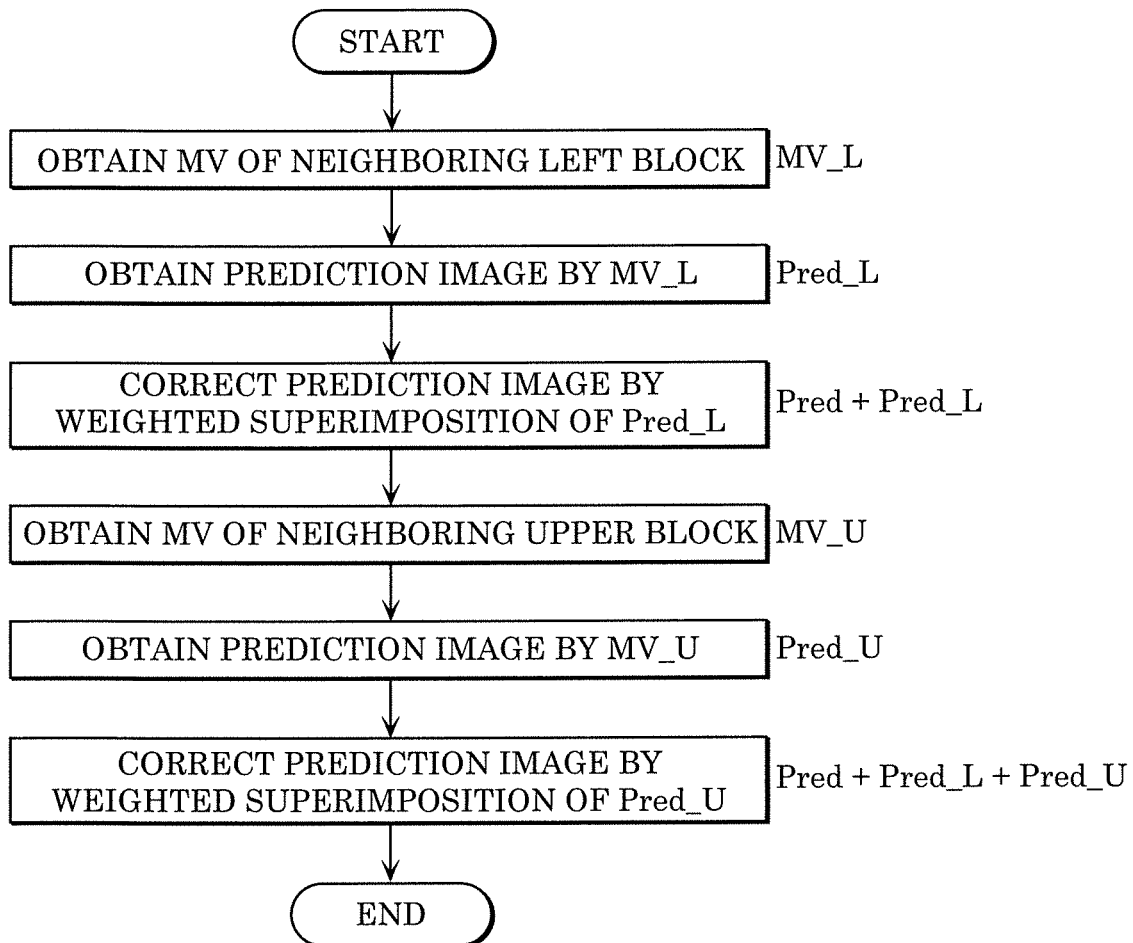 START
OBTAIN MV OF NEIGHBORING LEFT BLOCK MV_L
OBTAIN PREDICTION IMAGE BY MV_L Pred_L
CORRECT PREDICTION IMAGE BY
WEIGHTED SUPERIMPOSITION OF Pred_L
Pred + Pred_L
OBTAIN MV OF NEIGHBORING UPPER BLOCK MV_U
OBTAIN PREDICTION IMAGE BY MV_U Pred_U
CORRECT PREDICTION IMAGE BY
WEIGHTED SUPERIMPOSITION OF Pred_U
Pred + Pred_L + Pred_U
END